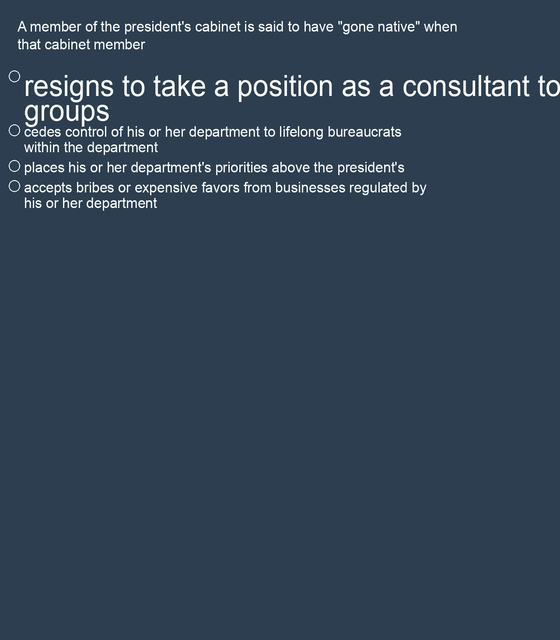 A member of the president's cabinet is said to have "gone native" when
that cabinet member
resigns to take a position as a consultant to
groups
cedes control of his or her department to lifelong bureaucrats
within the department
places his or her department's priorities above the president's
accepts bribes or expensive favors from businesses regulated by
his or her department